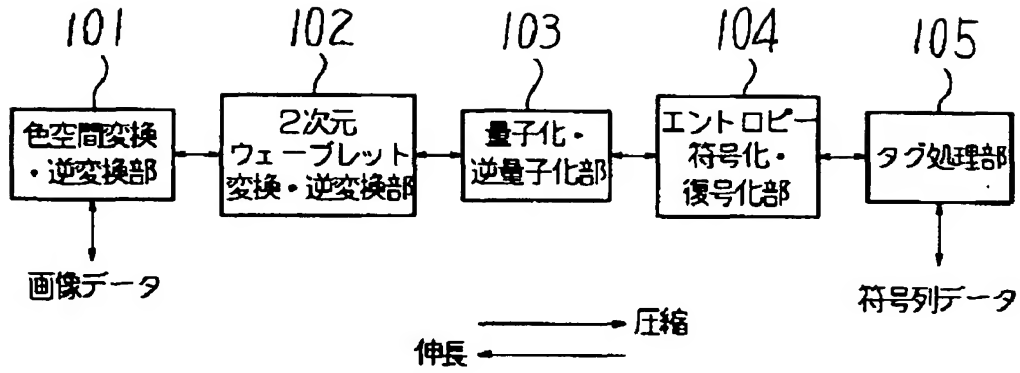 101
102
103
104
105
色空間変換
・逆変換部
2次元
ウェーブレット
変換・逆変換部
量子化・
逆量子化部
エントロピー
符号化・
復号化部
タグ処理部
画像データ
符号列データ
圧縮
伸長